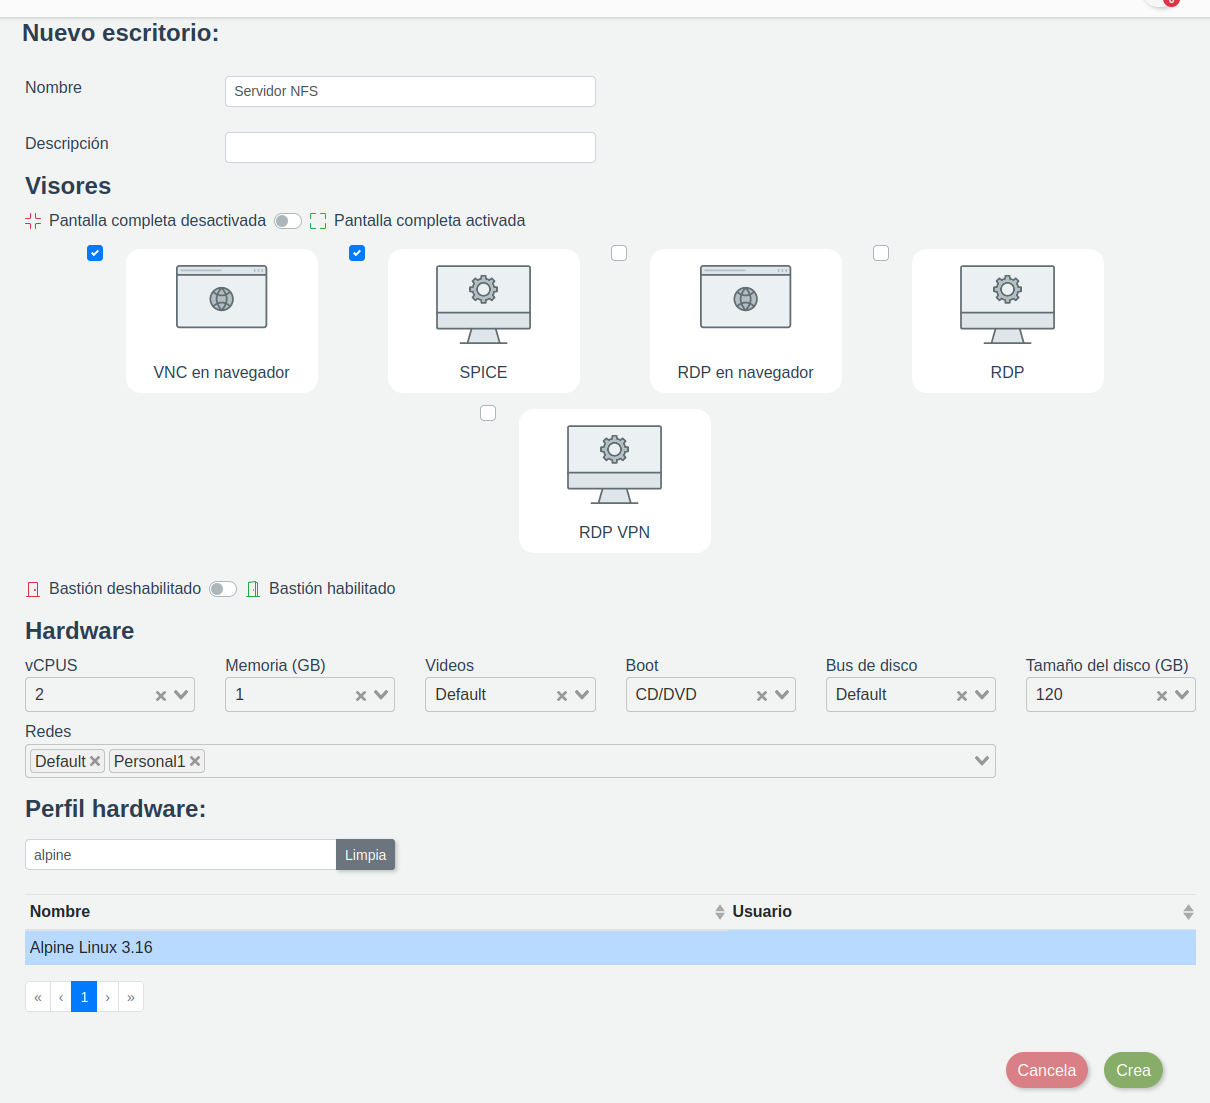 Nuevo escritorio:
Nombre
Servidor NFS
Descripción
Visores
Pantalla completa desactivada Pantalla completa activada
VNC en navegador SPICE RDP en navegador RDP
RDP VPN
Bastión deshabilitado Bastión habilitado
Hardware
vCPUS Memoria (GB) Videos Boot Bus de disco Tamaño del disco (GB)
2 1 Default CD/DVD Default 120
Redes
Default Personal1
Perfil hardware:
alpine Limpia
Nombre Usuario
Alpine Linux 3.16
« ‹ 1 › »
Cancela Crea